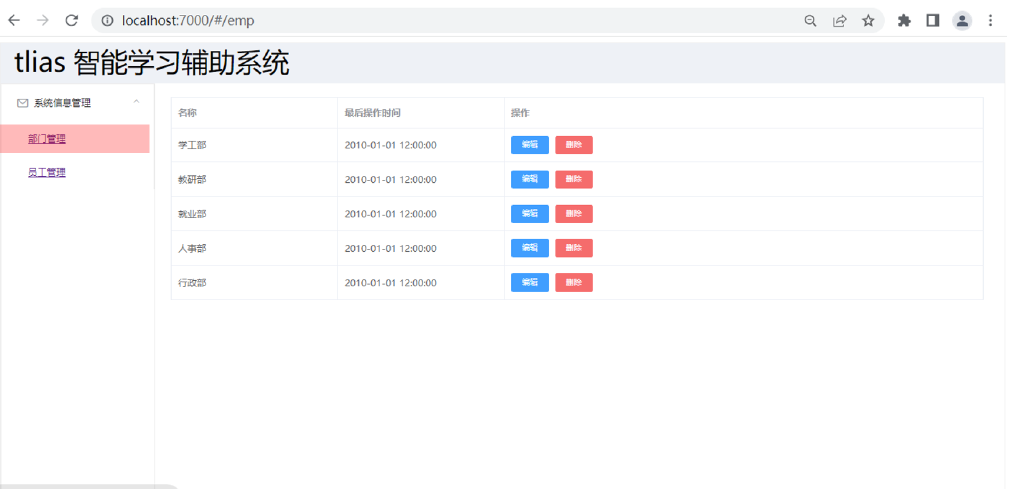 localhost:7000/#/emp
tlias 智能学习辅助系统
系统信息管理
部门管理
员工管理
名称 最后操作时间 操作
学工部 2010-01-01 12:00:00 编辑 删除
教研部 2010-01-01 12:00:00 编辑 删除
就业部 2010-01-01 12:00:00 编辑 删除
人事部 2010-01-01 12:00:00 编辑 删除
行政部 2010-01-01 12:00:00 编辑 删除